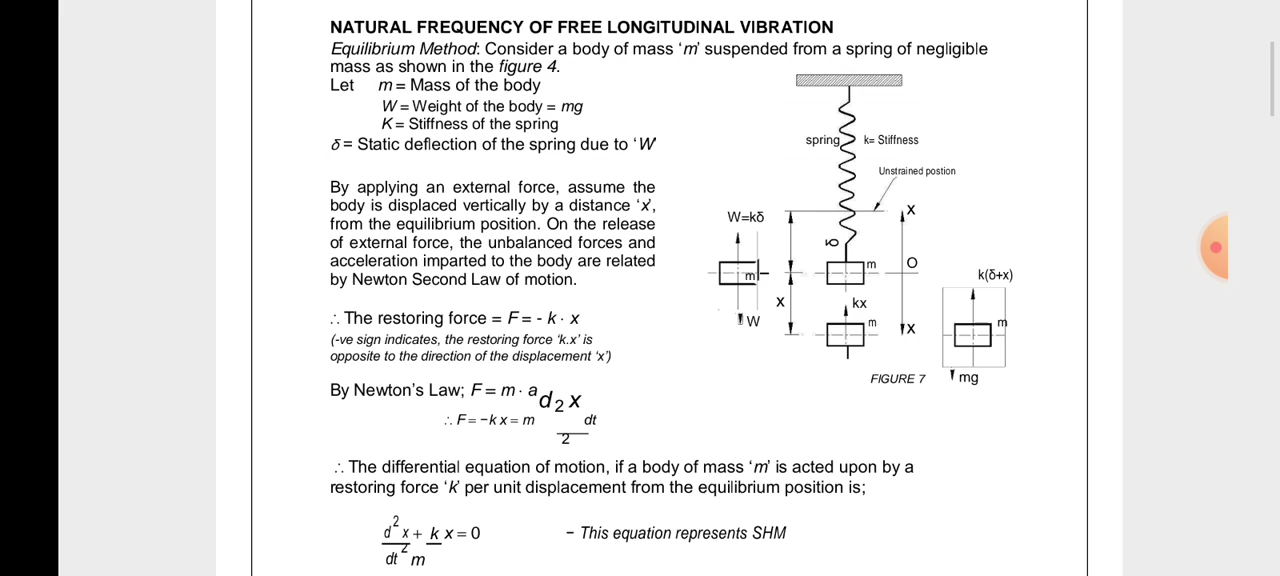 NATURAL FREQUENCY OF FREE LONGITUDINAL VIBRATION
Equilibrium Method: Consider a body of mass ‘m’ suspended from a spring of negligible
mass as shown in the figure 4.
Let m = Mass of the body
W = Weight of the body = mg
K = Stiffness of the spring
δ = Static deflection of the spring due to ‘W’
By applying an external force, assume the
body is displaced vertically by a distance ‘x’,
from the equilibrium position. On the release
of external force, the unbalanced forces and
acceleration imparted to the body are related
by Newton Second Law of motion.
∴ The restoring force = F = - k · x
(-ve sign indicates, the restoring force ‘k.x’ is
opposite to the direction of the displacement ‘x’)
By Newton’s Law; F = m · a
d2 x
∴ F = −k x = m
dt
2
spring
k= Stiffness
Unstrained postion
W=kδ
δ
X
O
X
m
m
W
x
kx
m
k(δ+x)
m
mg
FIGURE 7
∴ The differential equation of motion, if a body of mass ‘m’ is acted upon by a
restoring force ‘k’ per unit displacement from the equilibrium position is;
d2 x + k x = 0 − This equation represents SHM
dt2 m